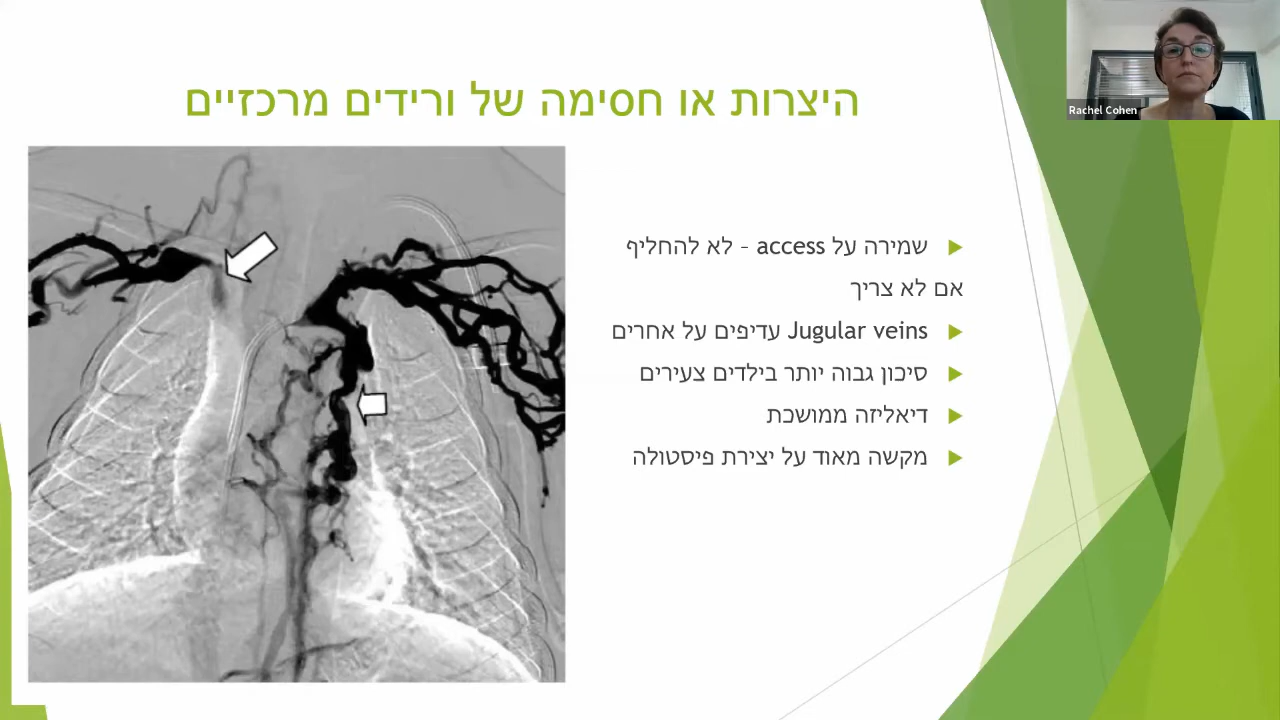 היצרות או חסימה של ורידים מרכזיים
שמירה על access – לא להחליף
אם לא צריך
Jugular veins עדיפים על אחרים
סיכון גבוה יותר בילדים צעירים
דיאליזה ממושכת
מקשה מאוד על יצירת פיסטולה
Rachel Cohen